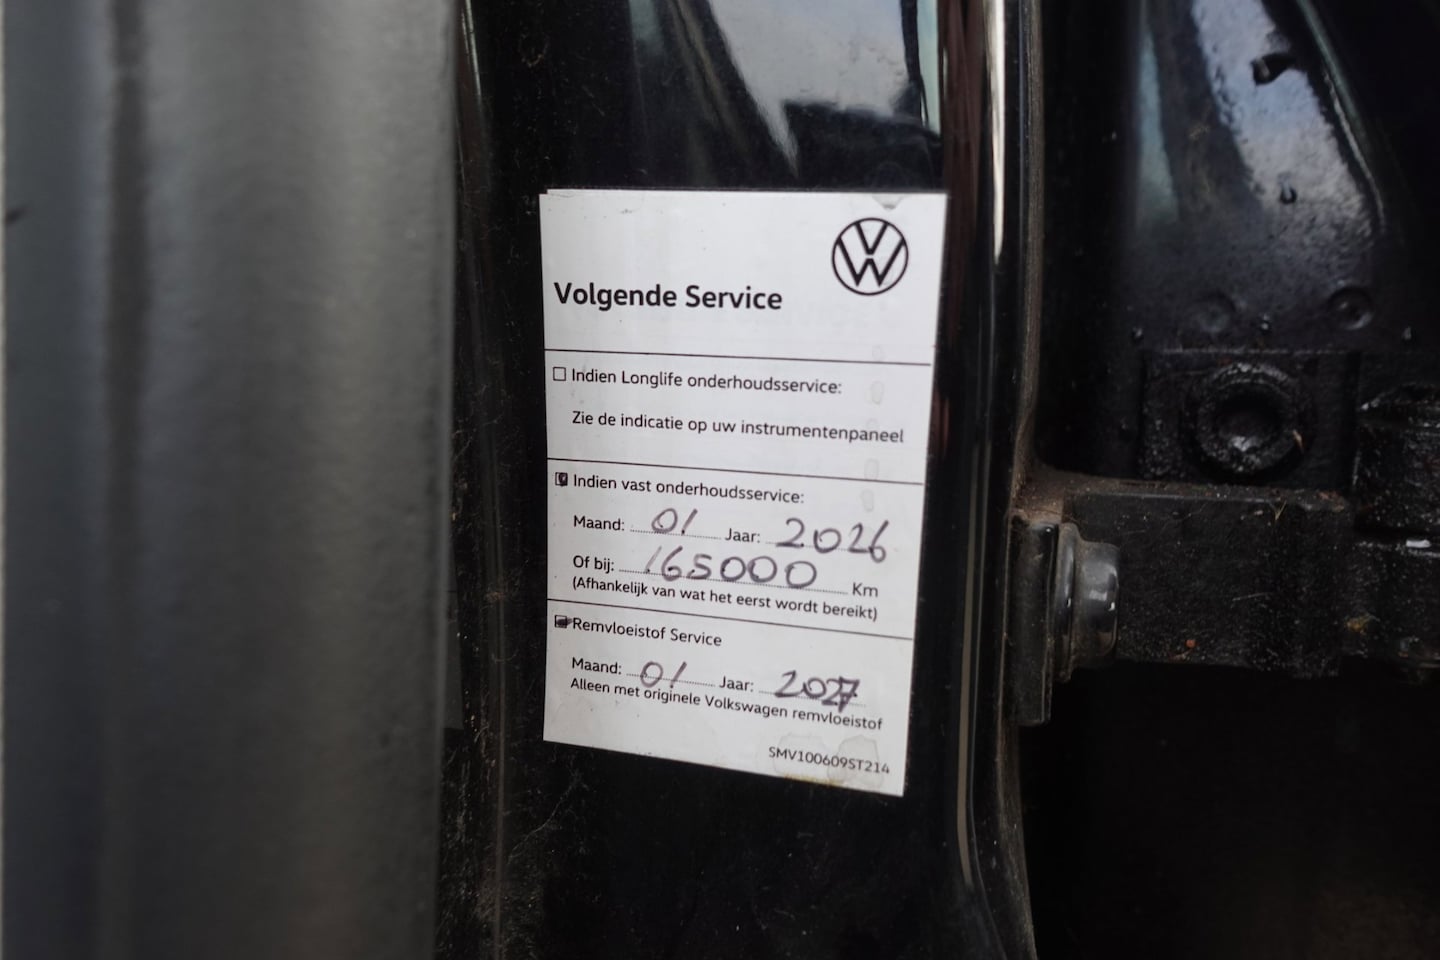 Volgende Service
Indien Longlife onderhoudsservice:
Zie de indicatie op uw instrumentenpaneel
Indien vast onderhoudsservice:
Maand: 01 Jaar: 2026
Of bij: 165000 Km
(Afhankelijk van wat het eerst wordt bereikt)
Remvloeistof Service
Maand: 01 Jaar: 2027
Alleen met originele Volkswagen remvloeistof
SMV100609ST214